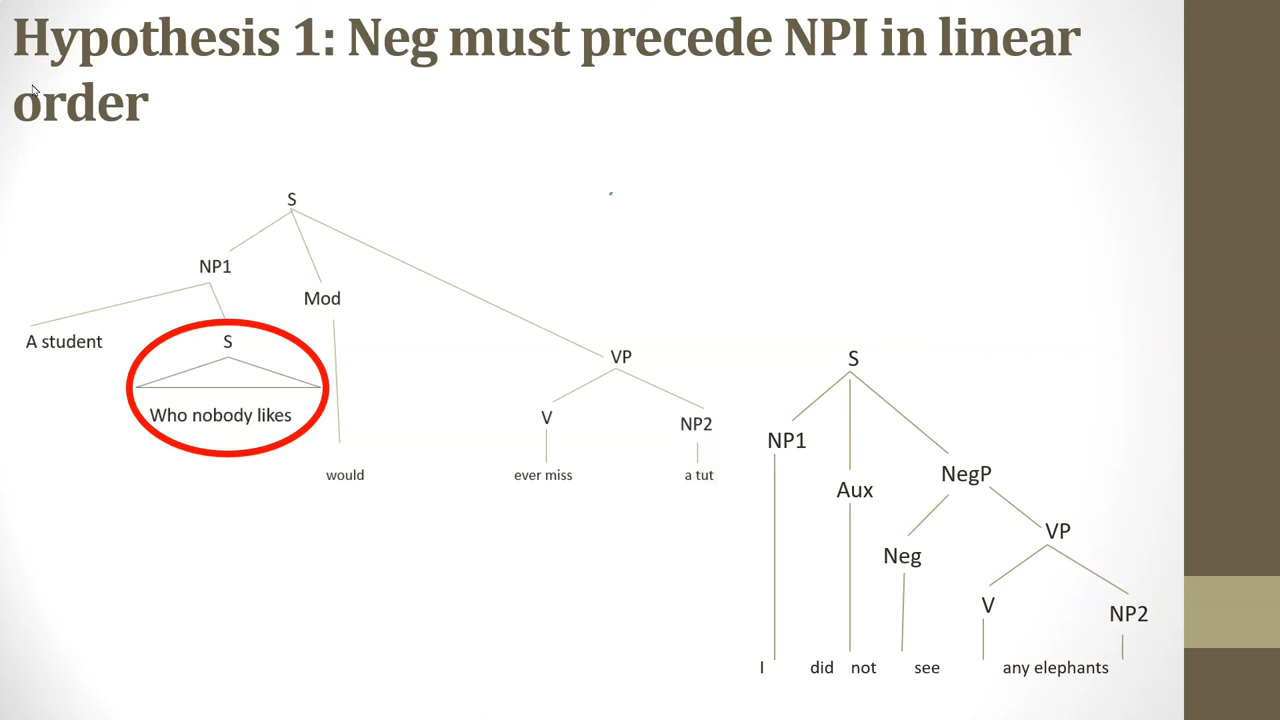 Hypothesis 1: Neg must precede NPI in linear
order
S
NP1
Mod
A student
S
VP
Who nobody likes
V
NP2
would
ever miss
a tut
S
NP1
NegP
Aux
VP
Neg
V
NP2
I did not see any elephants